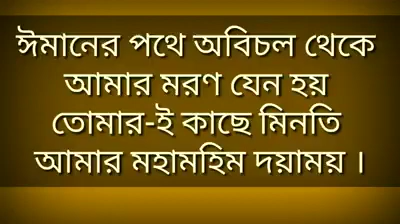 ঈমানের পথে অবিচল থেকে
আমার মরণ যেন হয়
তোমার-ই কাছে মিনতি
আমার মহামহিম দয়াময় ।